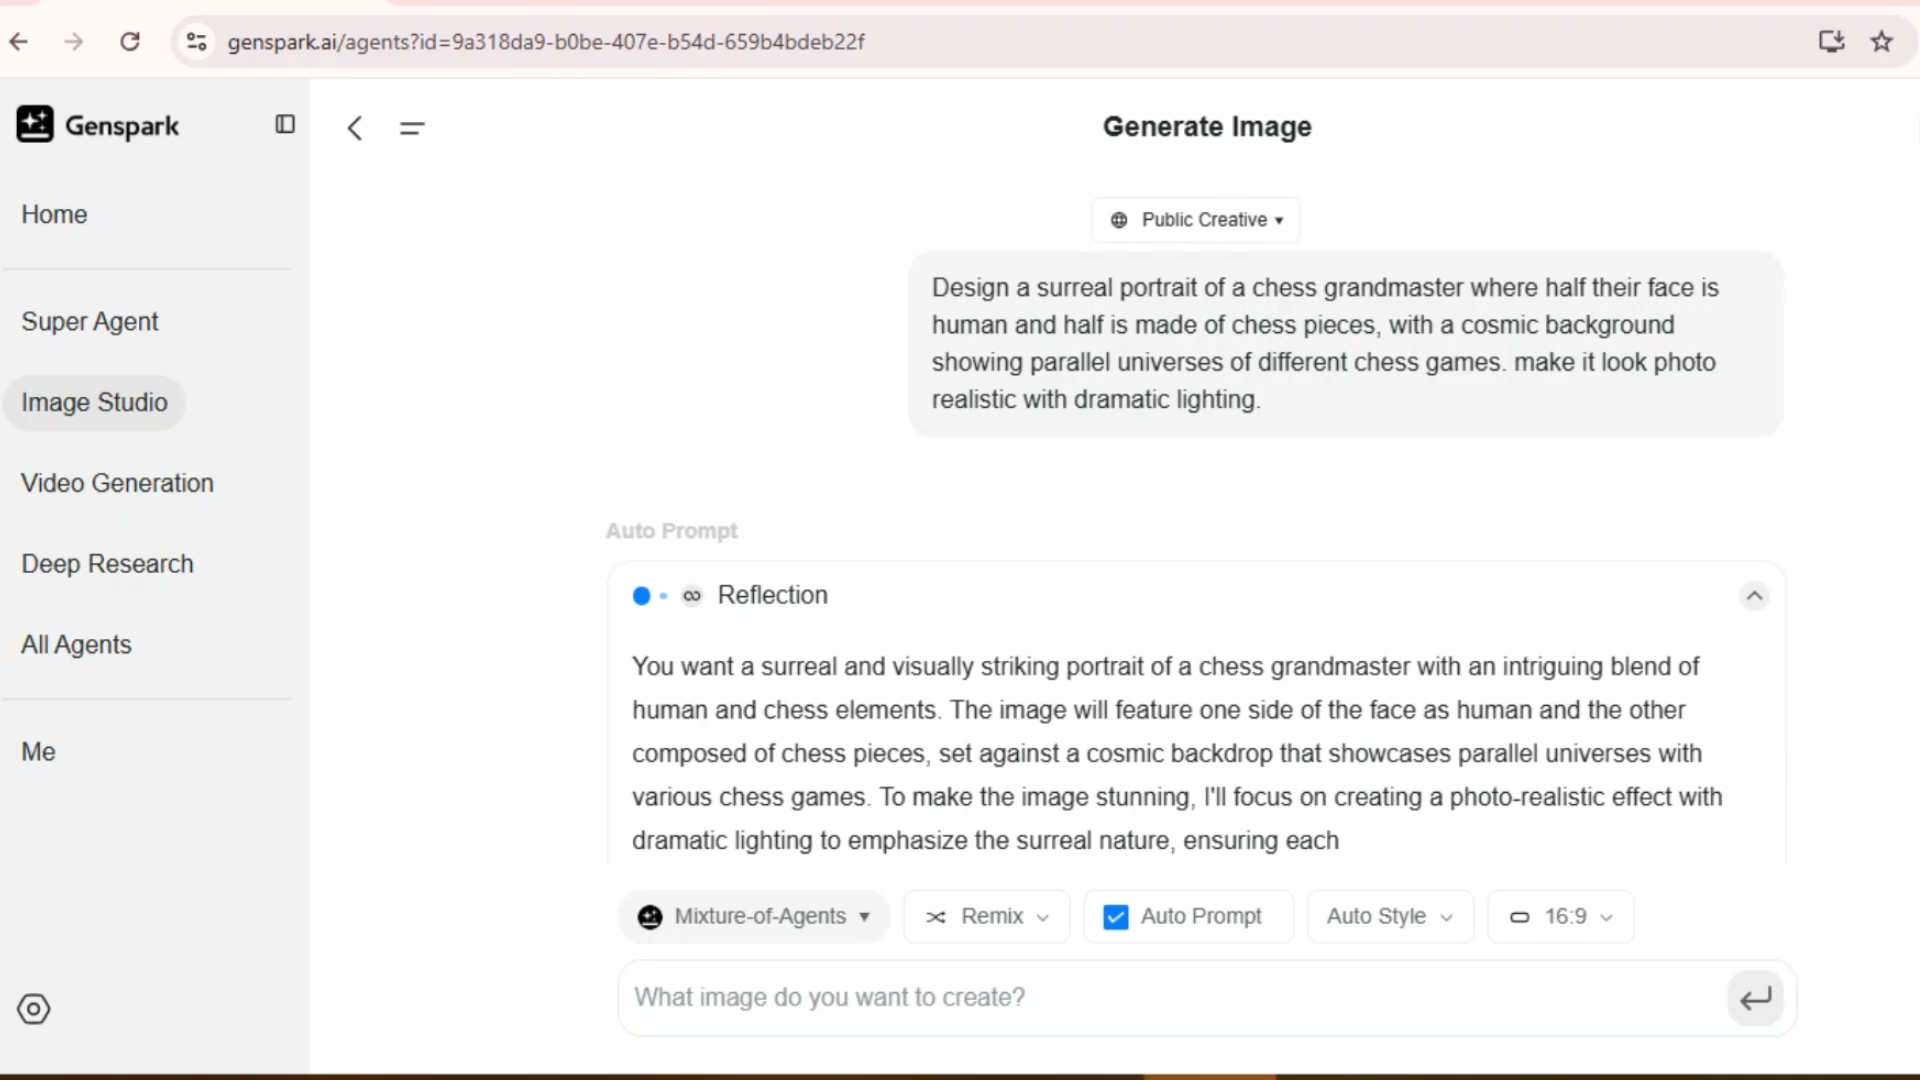 genspark.ai/agents?id=9a318da9-b0be-407e-b54d-659b4bdeb22f
Genspark
Home
Super Agent
Image Studio
Video Generation
Deep Research
All Agents
Me
Generate Image
Public Creative
Design a surreal portrait of a chess grandmaster where half their face is
human and half is made of chess pieces, with a cosmic background
showing parallel universes of different chess games. make it look photo
realistic with dramatic lighting.
Auto Prompt
Reflection
You want a surreal and visually striking portrait of a chess grandmaster with an intriguing blend of
human and chess elements. The image will feature one side of the face as human and the other
composed of chess pieces, set against a cosmic backdrop that showcases parallel universes with
various chess games. To make the image stunning, I'll focus on creating a photo-realistic effect with
dramatic lighting to emphasize the surreal nature, ensuring each
Mixture-of-Agents Remix Auto Prompt Auto Style 16:9
What image do you want to create?